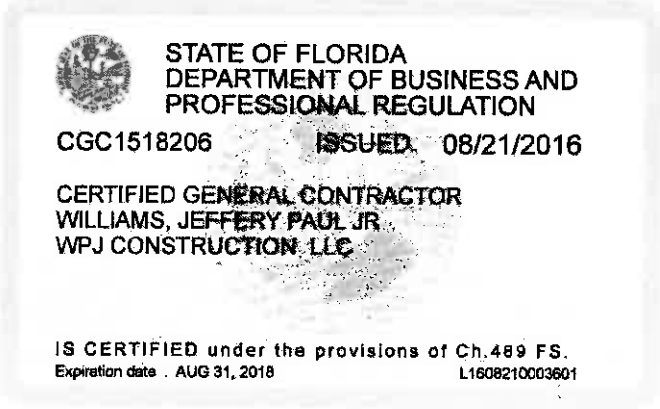 STATE OF FLORIDA
DEPARTMENT OF BUSINESS AND
PROFESSIONAL REGULATION
CGC1518206 ISSUED. 08/21/2016
CERTIFIED GENERAL CONTRACTOR
WILLIAMS, JEFFERY PAUL JR
WPJ CONSTRUCTION LLC
IS CERTIFIED under the provisions of Ch.489 FS.
Expiration date . AUG 31, 2018 L1608210003601